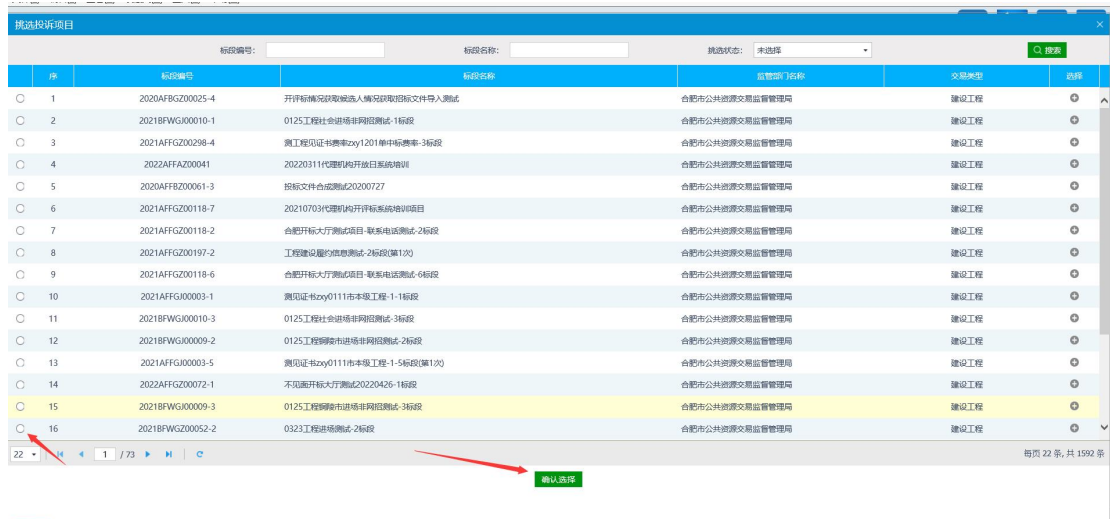 挑选投诉项目 ×
标段编号: 标段名称: 挑选状态: 未选择 搜索
序 标段编号 标段名称 监管部门名称 交易类型 选择
1 2020AFBGZ00025-4 开评标情况获取候选人情况获取招标文件导入测试 合肥市公共资源交易监督管理局 建设工程
2 2021BFWGJ00010-1 0125工程社会进场非网招测试-1标段 合肥市公共资源交易监督管理局 建设工程
3 2021AFFGZ00298-4 测工程见证书费率zxy1201单中标费率-3标段 合肥市公共资源交易监督管理局 建设工程
4 2022AFFAZ00041 20220311代理机构开放日系统培训 合肥市公共资源交易监督管理局 建设工程
5 2020AFFBZ00061-3 投标文件合成测试20200727 合肥市公共资源交易监督管理局 建设工程
6 2021AFFGZ00118-7 20210703代理机构开评标系统培训项目 合肥市公共资源交易监督管理局 建设工程
7 2021AFFGZ00118-2 合肥开标大厅测试项目-联系电话测试-2标段 合肥市公共资源交易监督管理局 建设工程
8 2021AFFGZ00197-2 工程建设履约信息测试-2标段(第1次) 合肥市公共资源交易监督管理局 建设工程
9 2021AFFGZ00118-6 合肥开标大厅测试项目-联系电话测试-6标段 合肥市公共资源交易监督管理局 建设工程
10 2021AFFGJ00003-1 测见证书zxy0111市本级工程-1-1标段 合肥市公共资源交易监督管理局 建设工程
11 2021BFWGJ00010-3 0125工程社会进场非网招测试-3标段 合肥市公共资源交易监督管理局 建设工程
12 2021BFWGJ00009-2 0125工程铜陵市进场非网招测试-2标段 合肥市公共资源交易监督管理局 建设工程
13 2021AFFGJ00003-5 测见证书zxy0111市本级工程-1-5标段(第1次) 合肥市公共资源交易监督管理局 建设工程
14 2022AFFGZ00072-1 不见面开标大厅测试20220426-1标段 合肥市公共资源交易监督管理局 建设工程
15 2021BFWGJ00009-3 0125工程铜陵市进场非网招测试-3标段 合肥市公共资源交易监督管理局 建设工程
16 2021BFWGZ00052-2 0323工程进场测试-2标段 合肥市公共资源交易监督管理局 建设工程
22 1 / 73 每页 22 条, 共 1592 条
确认选择